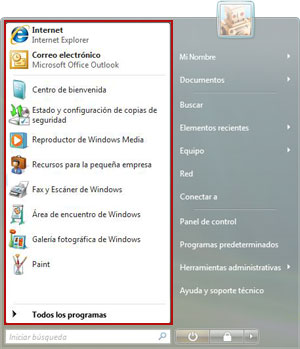 Internet
Internet Explorer
Correo electrónico
Microsoft Office Outlook
Centro de bienvenida
Estado y configuración de copias de
seguridad
Reproductor de Windows Media
Recursos para la pequeña empresa
Fax y Escáner de Windows
Área de encuentro de Windows
Galería fotográfica de Windows
Paint
Todos los programas
Iniciar búsqueda
Mi Nombre
Documentos
Buscar
Elementos recientes
Equipo
Red
Conectar a
Panel de control
Programas predeterminados
Herramientas administrativas
Ayuda y soporte técnico